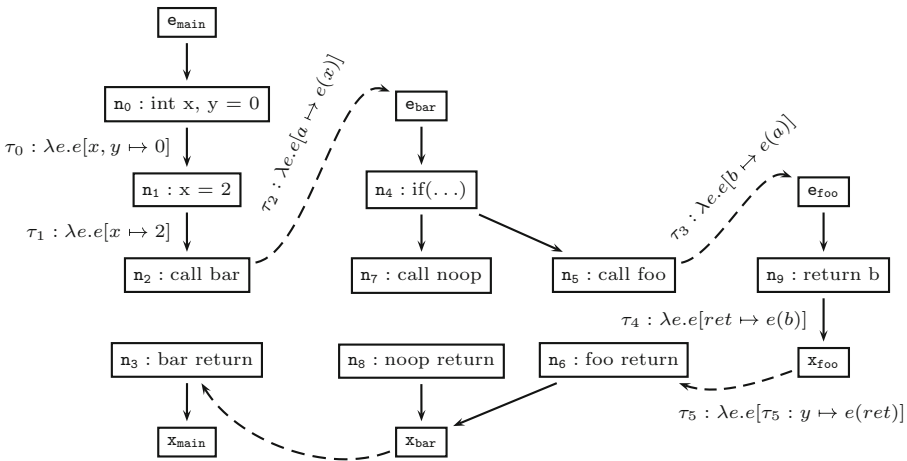 e_main
n_0 : int x, y = 0
τ_0 : λe.e[x, y ↦ 0]
n_1 : x = 2
τ_1 : λe.e[x ↦ 2]
n_2 : call bar
τ_2 : λe.e[a ↦ e(x)]
e_bar
n_4 : if(...)
n_7 : call noop
n_5 : call foo
τ_3 : λe.e[b ↦ e(a)]
e_foo
n_9 : return b
τ_4 : λe.e[ret ↦ e(b)]
n_3 : bar return
n_8 : noop return
n_6 : foo return
x_foo
τ_5 : λe.e[τ_5 : y ↦ e(ret)]
x_main
x_bar